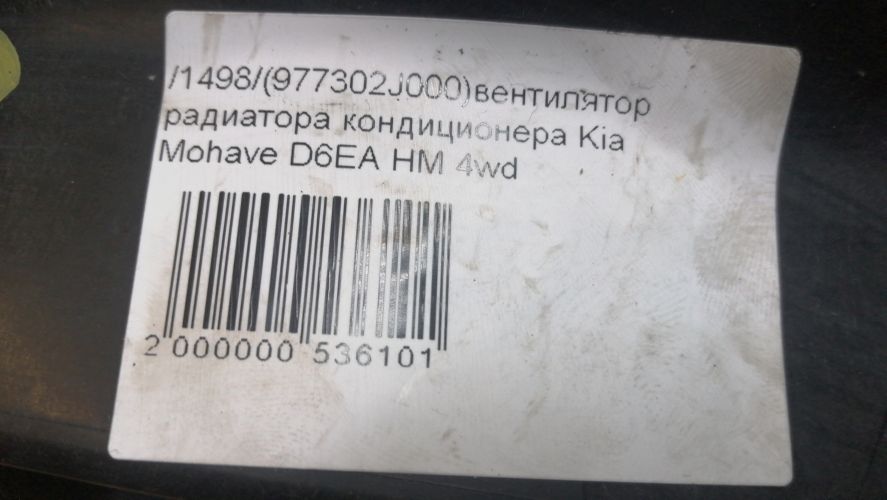 /1498/(977302J000)вентилятор
радиатора кондиционера Kia
Mohave D6EA HM 4wd
2 000000 536101